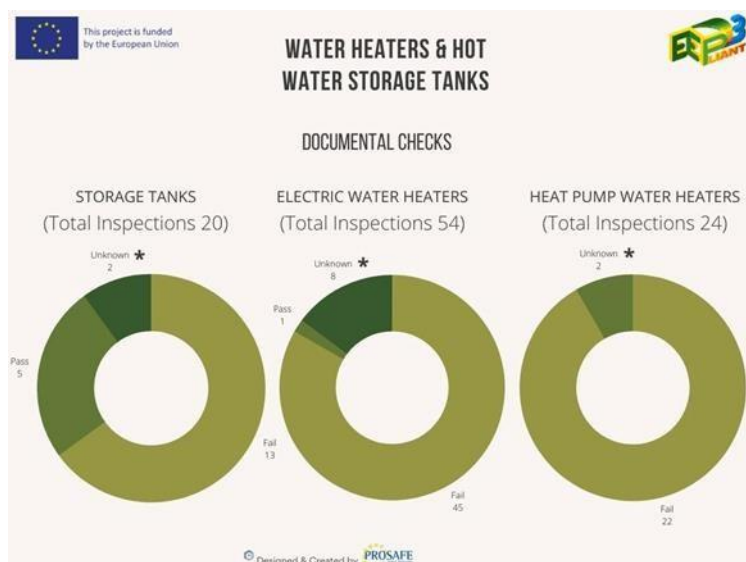 This project is funded
by the European Union
EEPLIANT3
WATER HEATERS & HOT
WATER STORAGE TANKS
DOCUMENTAL CHECKS
STORAGE TANKS
(Total Inspections 20)
Unknown *
2
Pass
5
Fail
13
ELECTRIC WATER HEATERS
(Total Inspections 54)
Unknown *
8
Pass
1
Fail
45
HEAT PUMP WATER HEATERS
(Total Inspections 24)
Unknown *
2
Fail
22
Designed & Created by PROSAFE